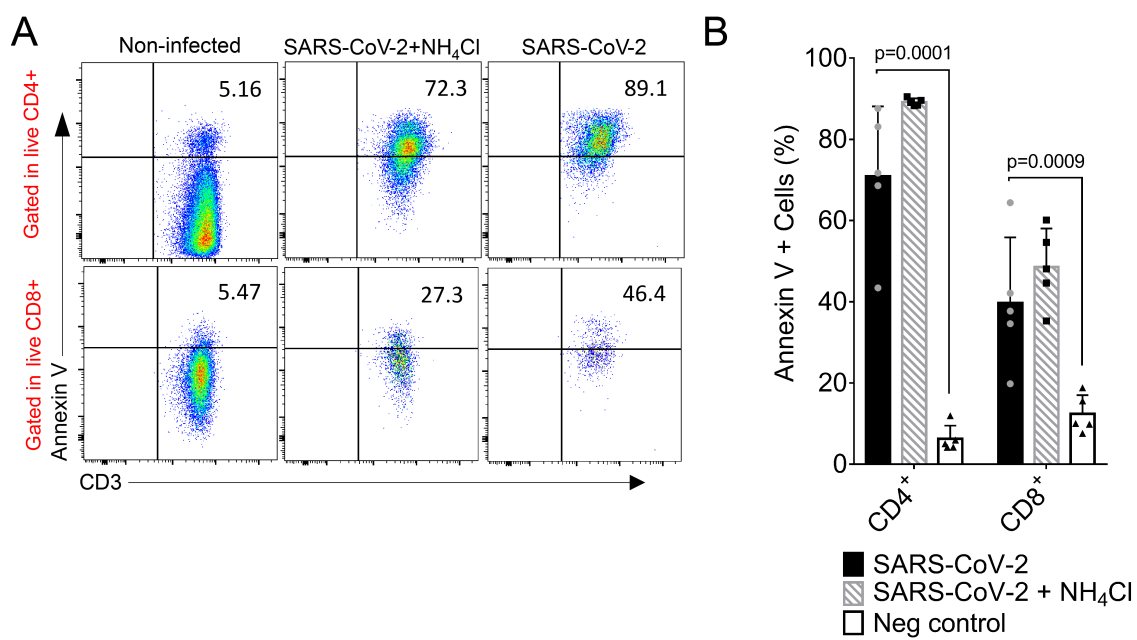 A
Non-infected
SARS-CoV-2+NH₄Cl
SARS-CoV-2
Gated in live CD4+
5.16
72.3
89.1
Gated in live CD8+
5.47
27.3
46.4
Annexin V
CD3
B
Annexin V + Cells (%)
100
80
60
40
20
0
p=0.0001
p=0.0009
CD4⁺
CD8⁺
SARS-CoV-2
SARS-CoV-2 + NH₄Cl
Neg control